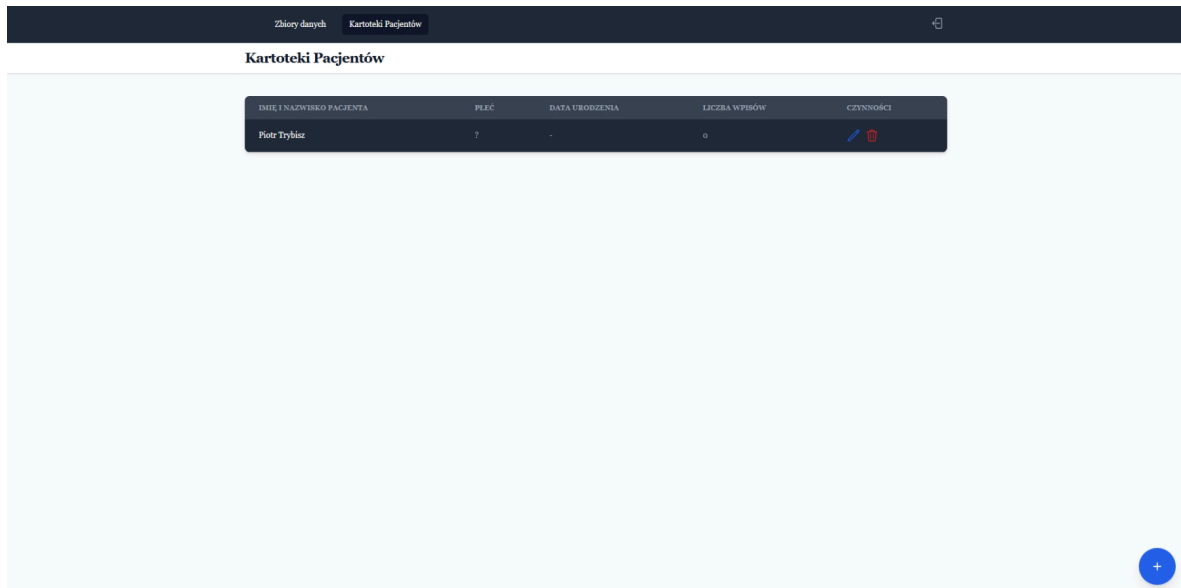 Zbiory danych Kartoteki Pacjentów
Kartoteki Pacjentów
IMIĘ I NAZWISKO PACJENTA PŁEĆ DATA URODZENIA LICZBA WPISÓW CZYNNOŚCI
Piotr Trybisz ? - 0
+